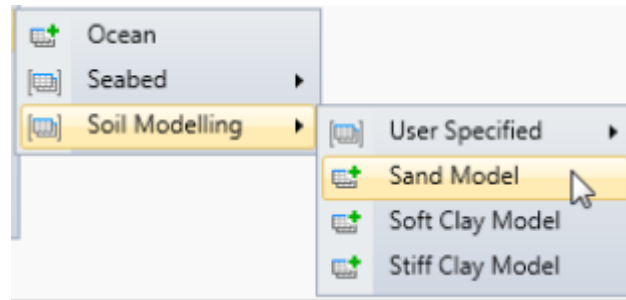 Ocean
Seabed
Soil Modelling
User Specified
Sand Model
Soft Clay Model
Stiff Clay Model